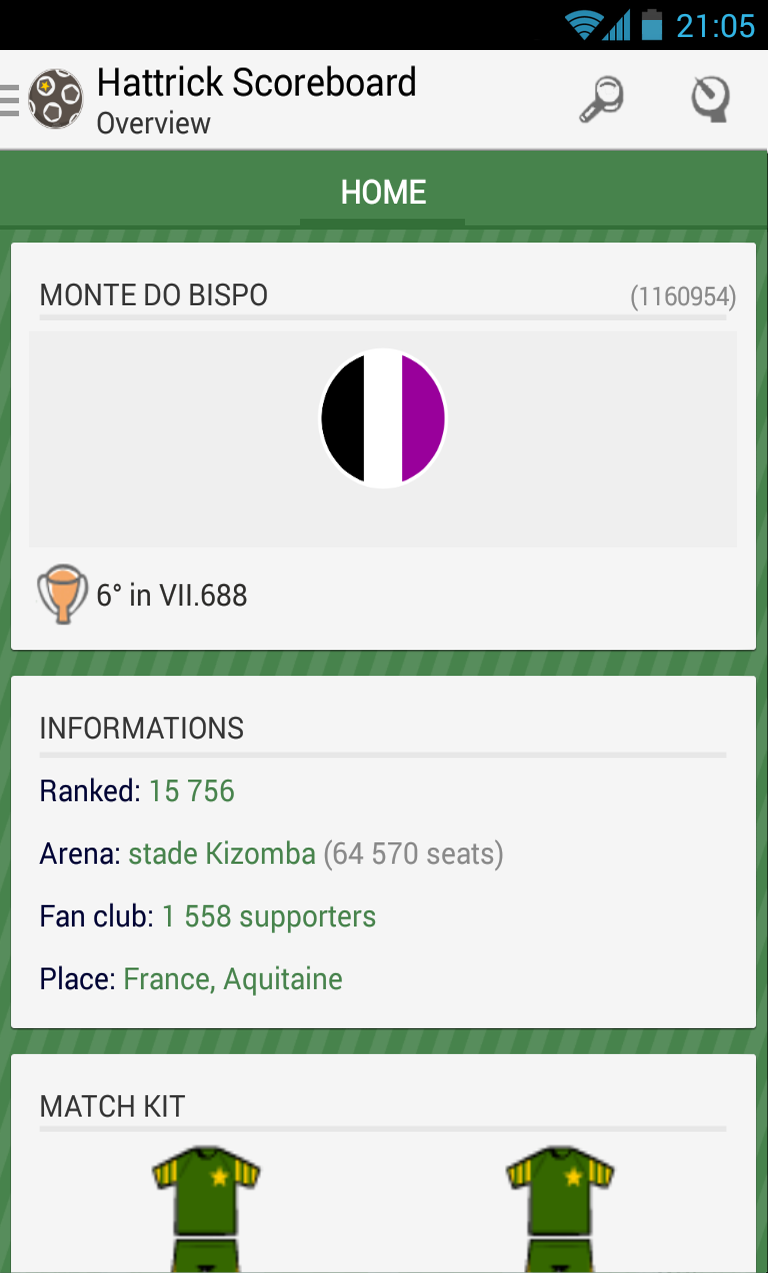 21:05
Hattrick Scoreboard
Overview
HOME
MONTE DO BISPO (1160954)
6° in VII.688
INFORMATIONS
Ranked: 15 756
Arena: stade Kizomba (64 570 seats)
Fan club: 1 558 supporters
Place: France, Aquitaine
MATCH KIT